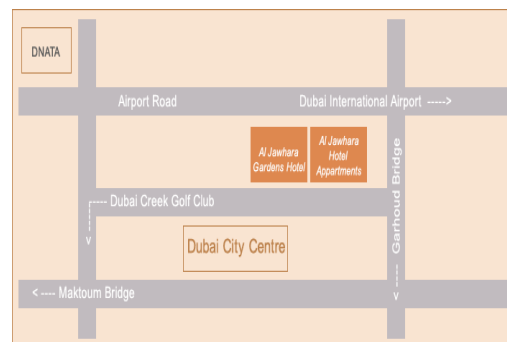 DNATA
Airport Road
Dubai International Airport ----->
Al Jawhara
Gardens Hotel
Al Jawhara
Hotel
Appartments
<---- Garhoud Bridge
<---- Dubai Creek Golf Club
Dubai City Centre
<---- Maktoum Bridge